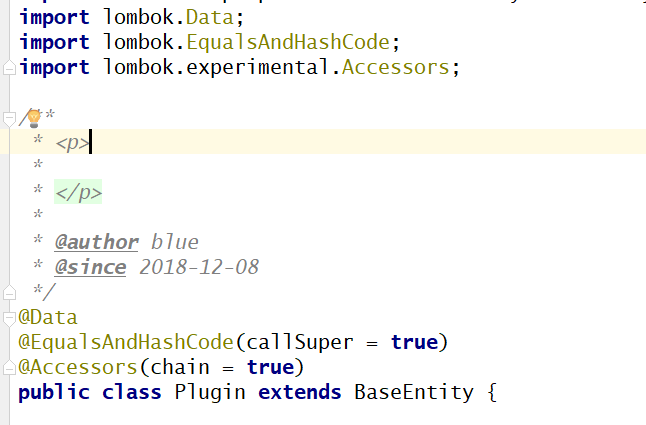 import lombok.Data;
import lombok.EqualsAndHashCode;
import lombok.experimental.Accessors;
/**
 * <p>
 *
 * </p>
 *
 * @author blue
 * @since 2018-12-08
 */
@Data
@EqualsAndHashCode(callSuper = true)
@Accessors(chain = true)
public class Plugin extends BaseEntity {